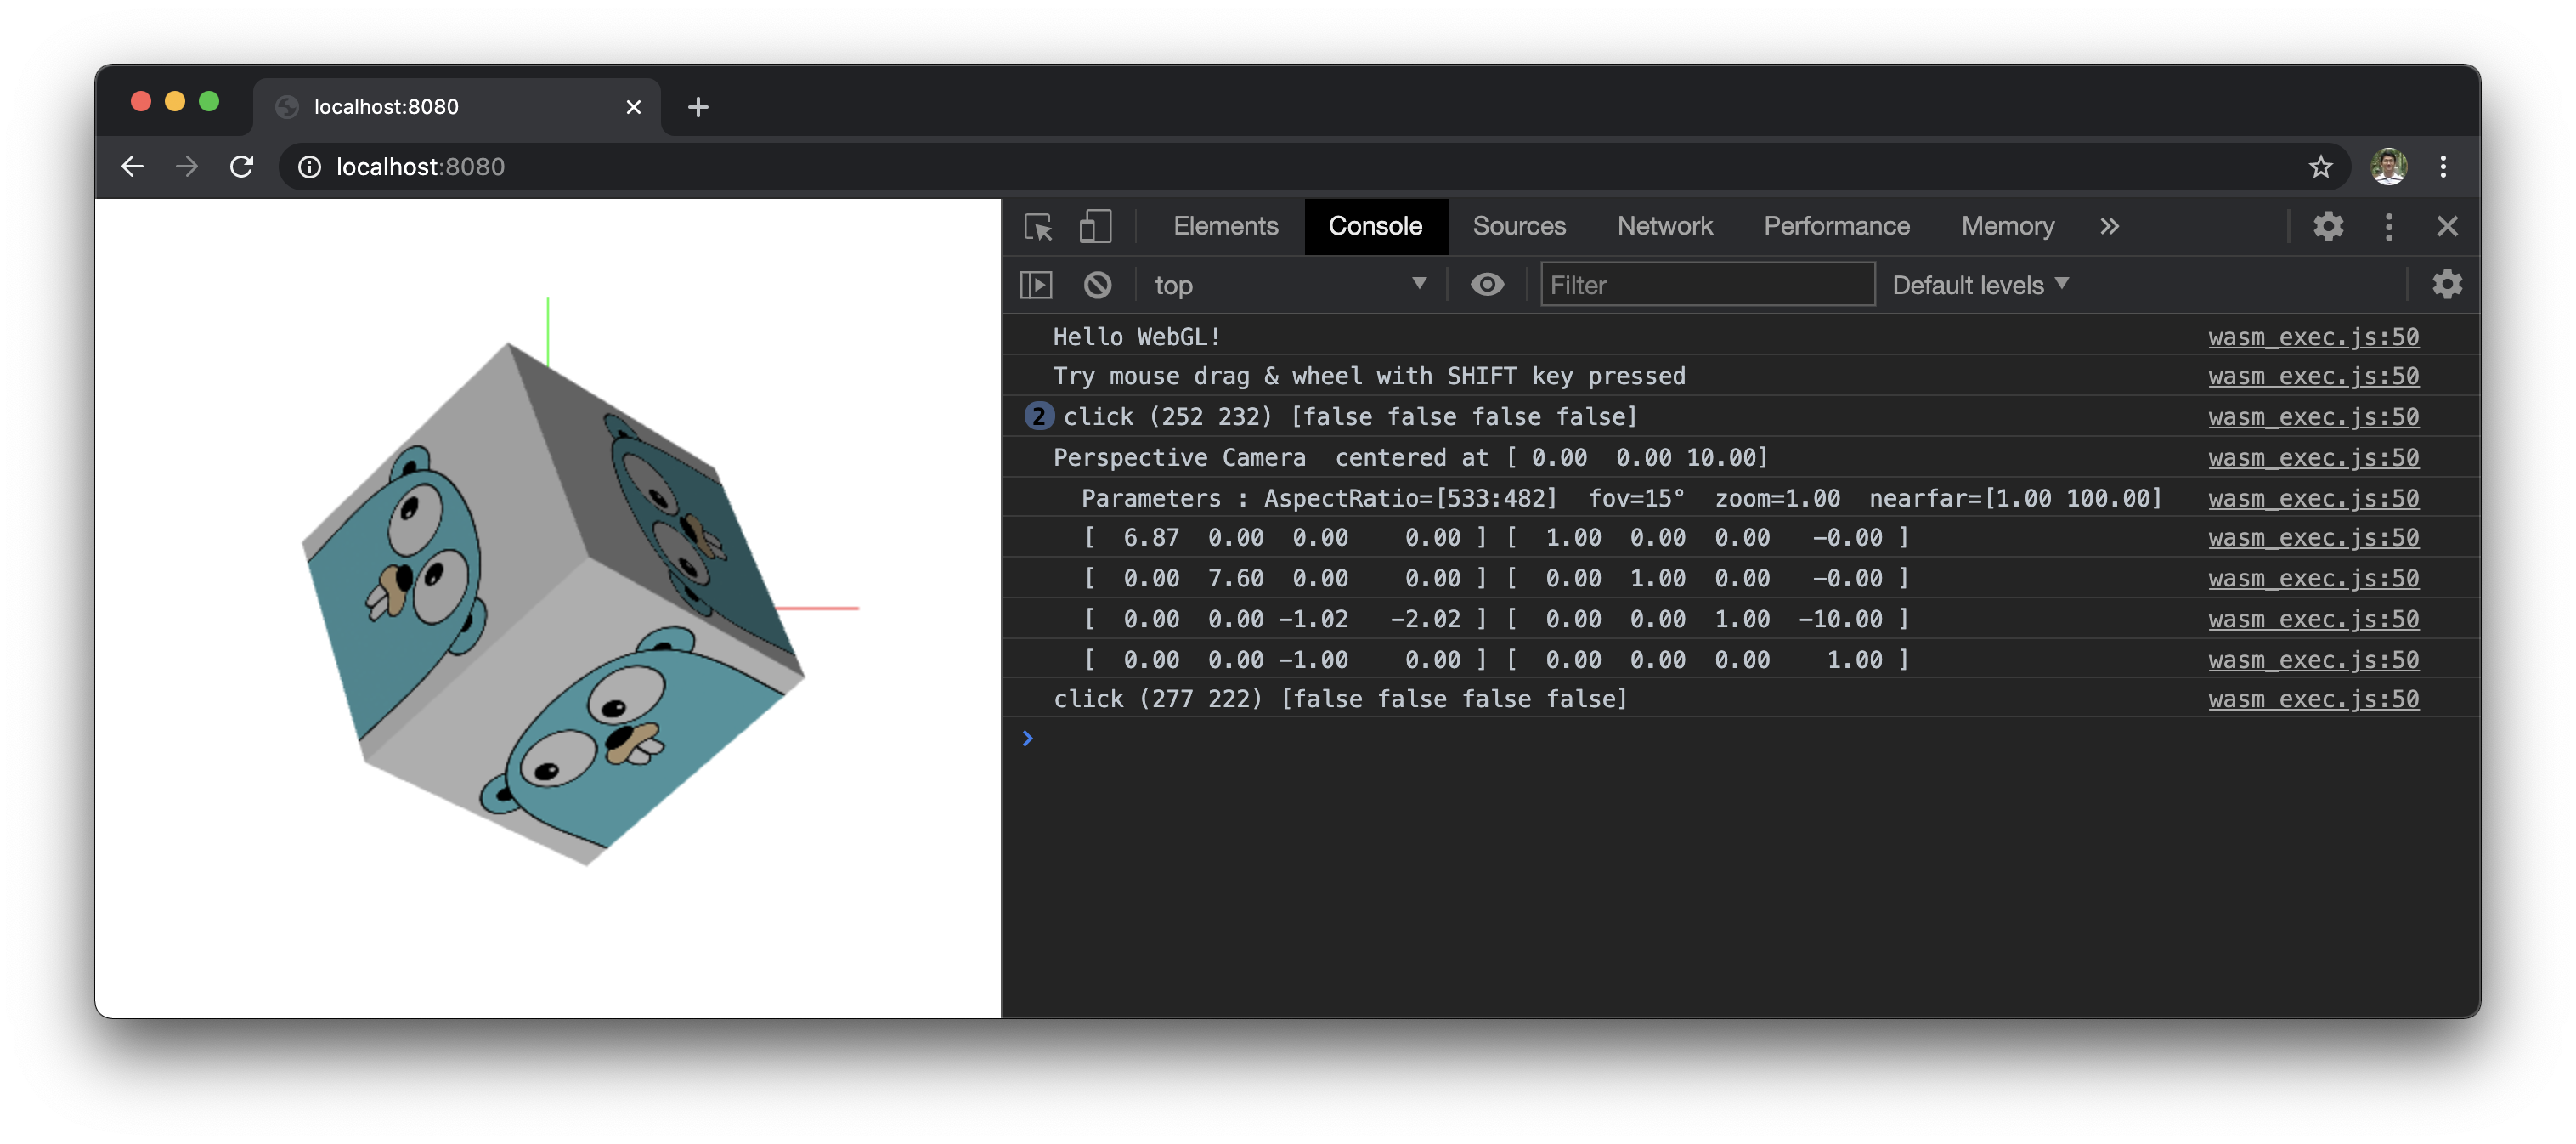 localhost:8080
localhost:8080
Elements Console Sources Network Performance Memory
top Filter Default levels
Hello WebGL! wasm_exec.js:50
Try mouse drag & wheel with SHIFT key pressed wasm_exec.js:50
2 click (252 232) [false false false false] wasm_exec.js:50
Perspective Camera  centered at [ 0.00  0.00 10.00] wasm_exec.js:50
Parameters : AspectRatio=[533:482]  fov=15°  zoom=1.00  nearfar=[1.00 100.00] wasm_exec.js:50
[  6.87  0.00  0.00    0.00 ] [  1.00  0.00  0.00   -0.00 ] wasm_exec.js:50
[  0.00  7.60  0.00    0.00 ] [  0.00  1.00  0.00   -0.00 ] wasm_exec.js:50
[  0.00  0.00 -1.02   -2.02 ] [  0.00  0.00  1.00 -10.00 ] wasm_exec.js:50
[  0.00  0.00 -1.00    0.00 ] [  0.00  0.00  0.00    1.00 ] wasm_exec.js:50
click (277 222) [false false false false] wasm_exec.js:50